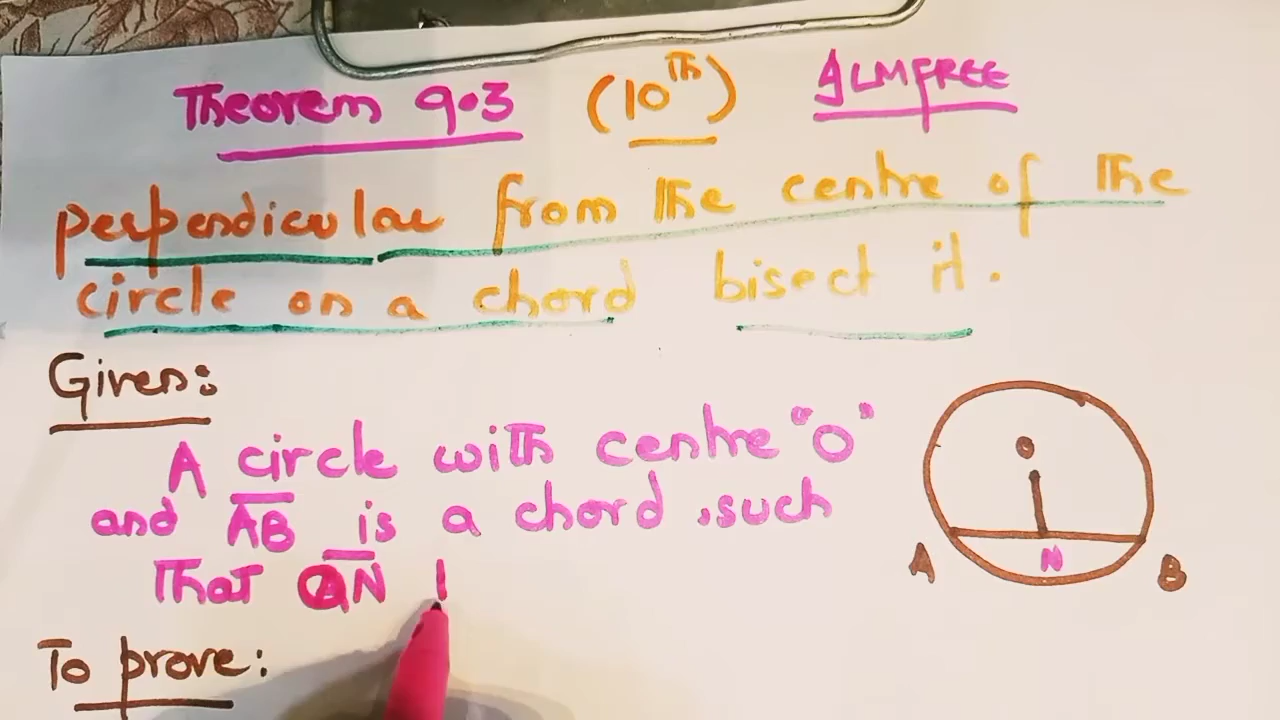 Theorem 9.3 (10th) ILMFREE
perpendicular from the centre of the
circle on a chord bisect it.
Given:
A circle with centre "O"
and AB is a chord, such
That ON
To prove:
O
A N B